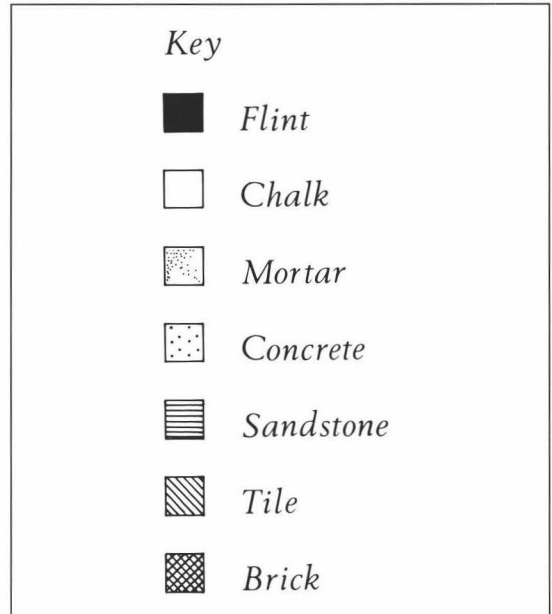 Key
Flint
Chalk
Mortar
Concrete
Sandstone
Tile
Brick